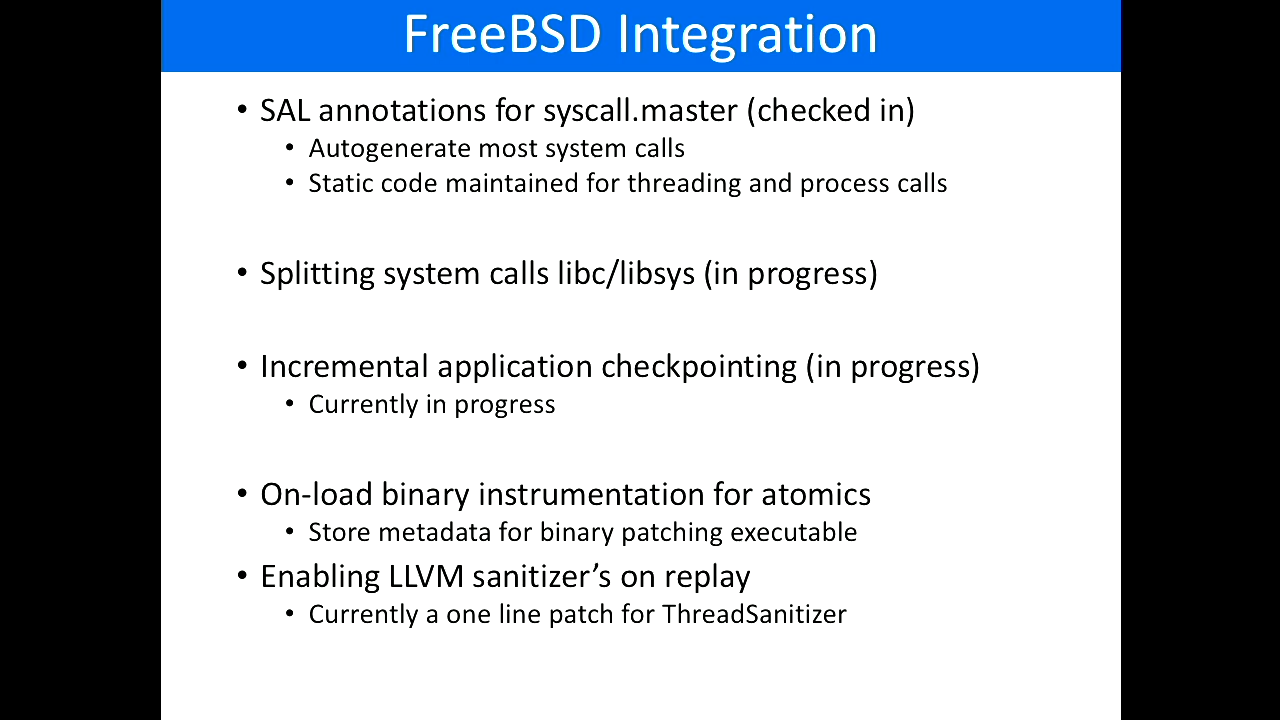 FreeBSD Integration
• SAL annotations for syscall.master (checked in)
• Autogenerate most system calls
• Static code maintained for threading and process calls
• Splitting system calls libc/libsys (in progress)
• Incremental application checkpointing (in progress)
• Currently in progress
• On-load binary instrumentation for atomics
• Store metadata for binary patching executable
• Enabling LLVM sanitizer’s on replay
• Currently a one line patch for ThreadSanitizer